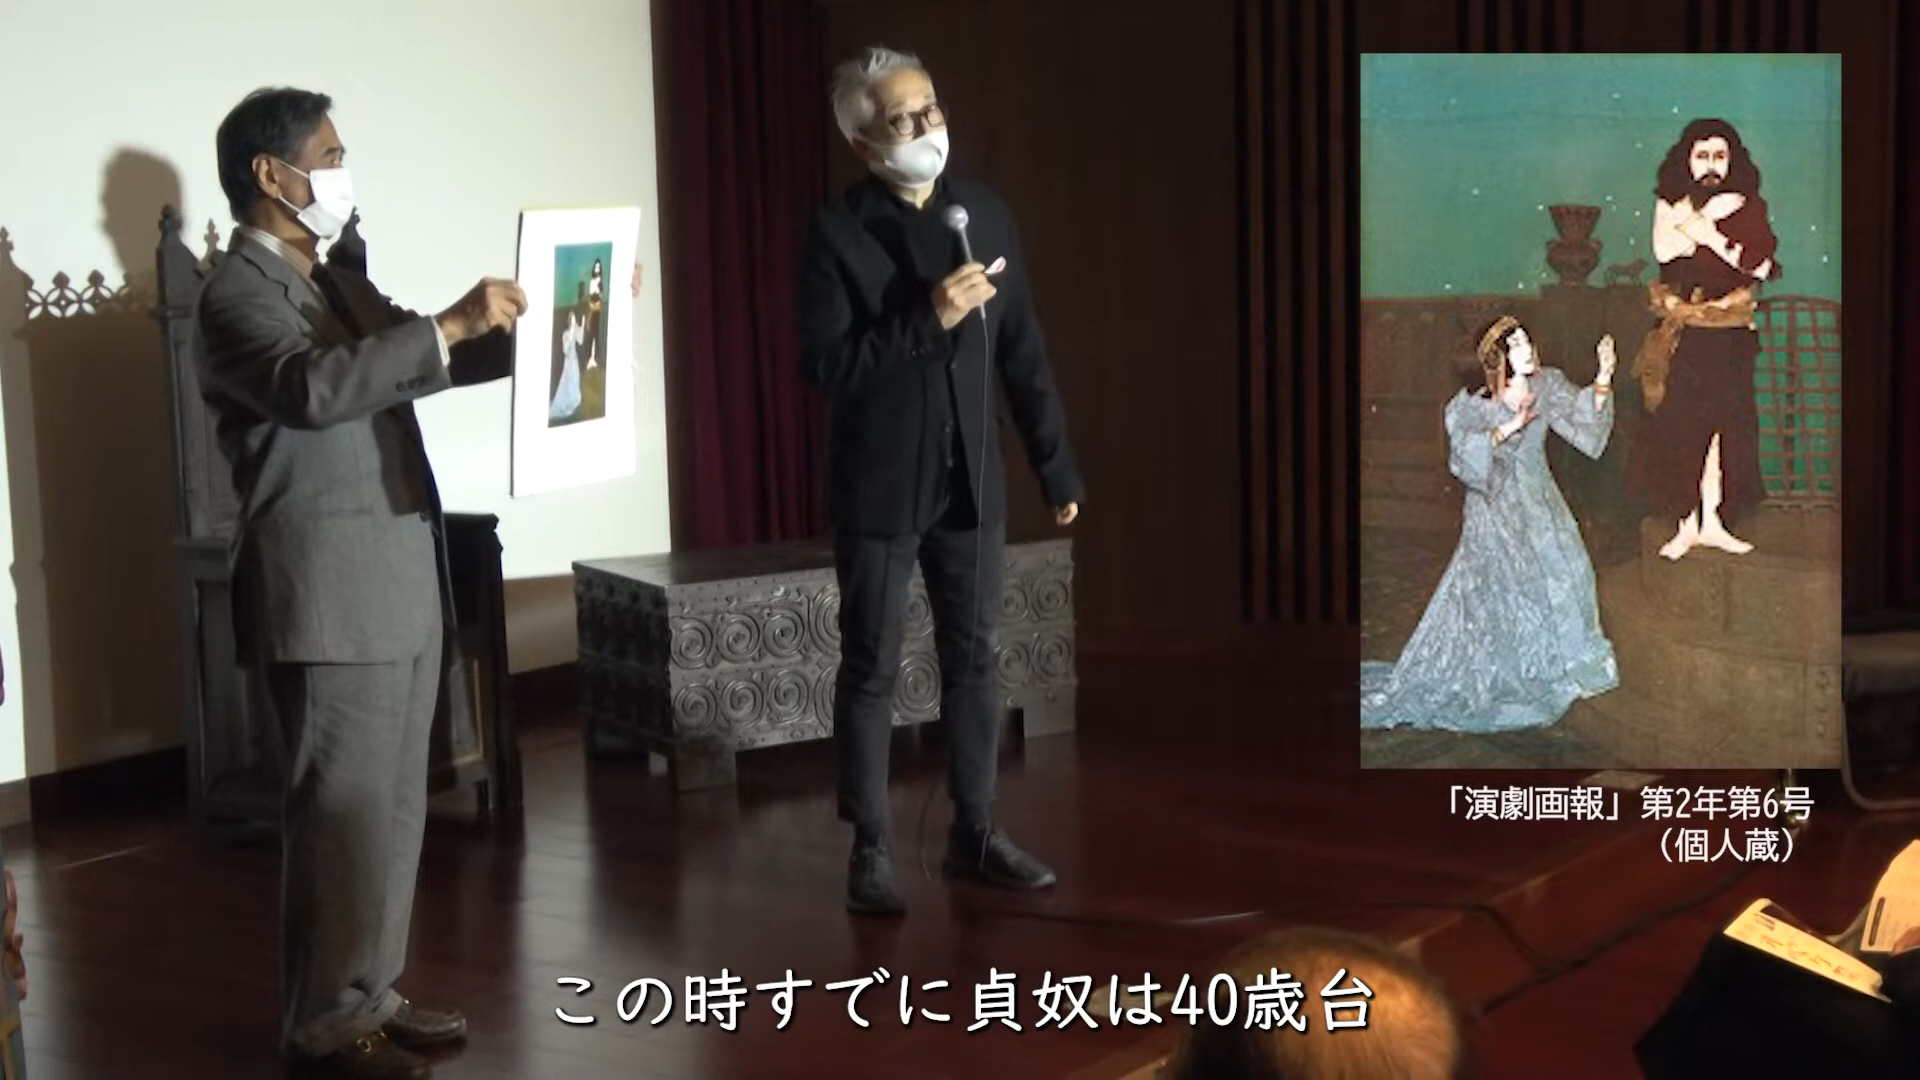 「演劇画報」第2年第6号
（個人蔵）
この時すでに貞奴は40歳台